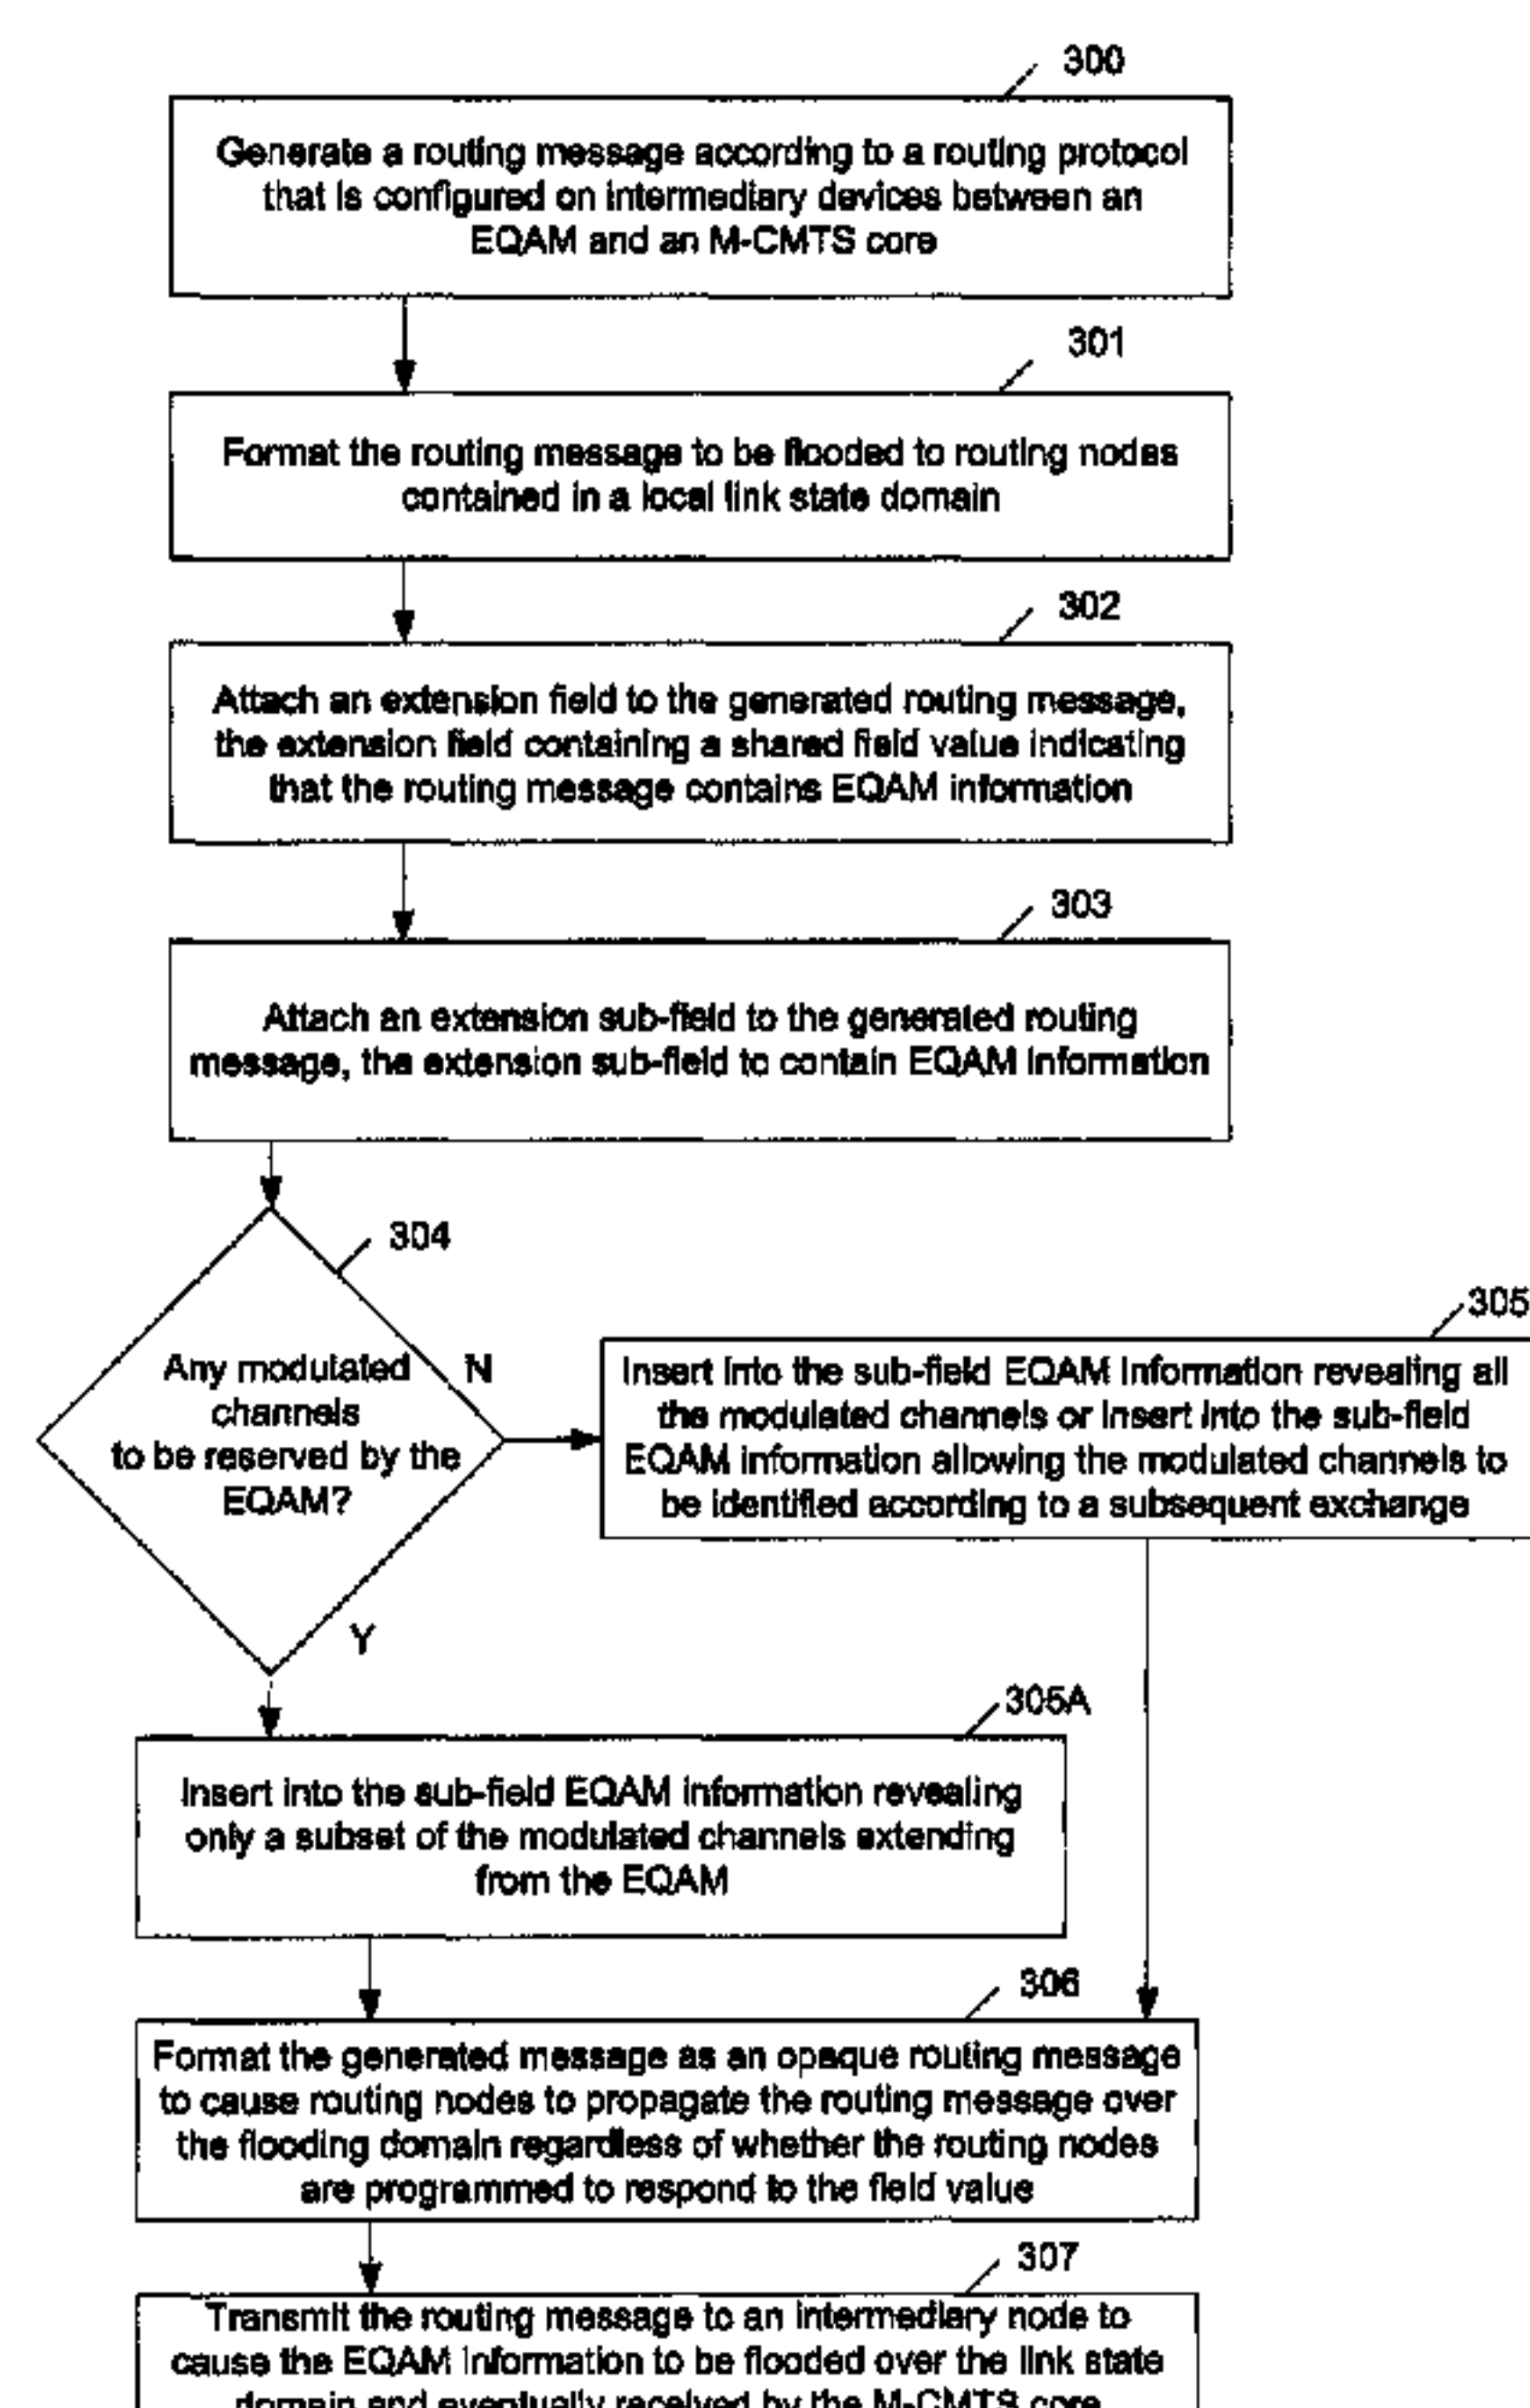 300
Generate a routing message according to a routing protocol
that is configured on intermediary devices between an
EQAM and an M-CMTS core
301
Format the routing message to be flooded to routing nodes
contained in a local link state domain
302
Attach an extension field to the generated routing message,
the extension field containing a shared field value indicating
that the routing message contains EQAM information
303
Attach an extension sub-field to the generated routing
message, the extension sub-field to contain EQAM information
304
Any modulated
channels
to be reserved by the
EQAM?
N
305
Insert into the sub-field EQAM information revealing all
the modulated channels or insert into the sub-field
EQAM information allowing the modulated channels to
be identified according to a subsequent exchange
Y
305A
Insert into the sub-field EQAM information revealing
only a subset of the modulated channels extending
from the EQAM
306
Format the generated message as an opaque routing message
to cause routing nodes to propagate the routing message over
the flooding domain regardless of whether the routing nodes
are programmed to respond to the field value
307
Transmit the routing message to an intermediary node to
cause the EQAM information to be flooded over the link state
domain and eventually received by the M-CMTS core